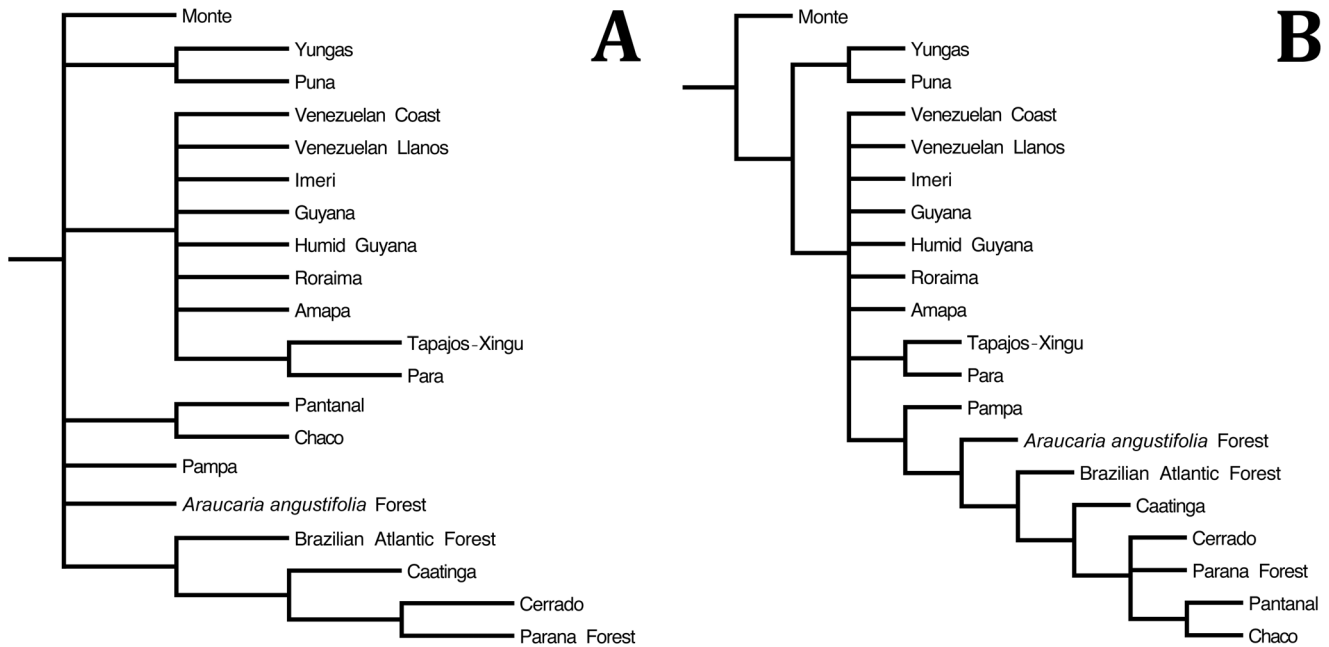 A
Monte
Yungas
Puna
Venezuelan Coast
Venezuelan Llanos
Imeri
Guyana
Humid Guyana
Roraima
Amapa
Tapajos-Xingu
Para
Pantanal
Chaco
Pampa
Araucaria angustifolia Forest
Brazilian Atlantic Forest
Caatinga
Cerrado
Parana Forest
B
Monte
Yungas
Puna
Venezuelan Coast
Venezuelan Llanos
Imeri
Guyana
Humid Guyana
Roraima
Amapa
Tapajos-Xingu
Para
Pampa
Araucaria angustifolia Forest
Brazilian Atlantic Forest
Caatinga
Cerrado
Parana Forest
Pantanal
Chaco